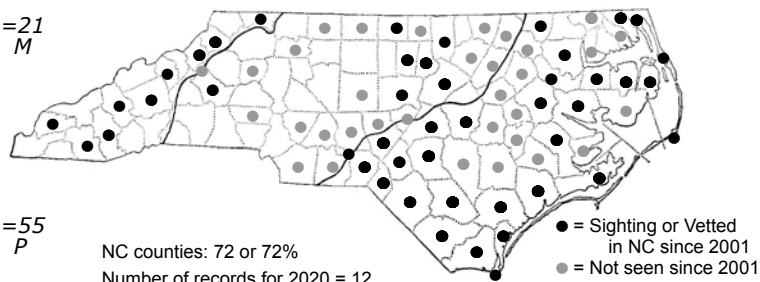 =21
M
=55
P
NC counties: 72 or 72%
Number of records for 2020 = 12
= Sighting or Vetted
in NC since 2001
= Not seen since 2001